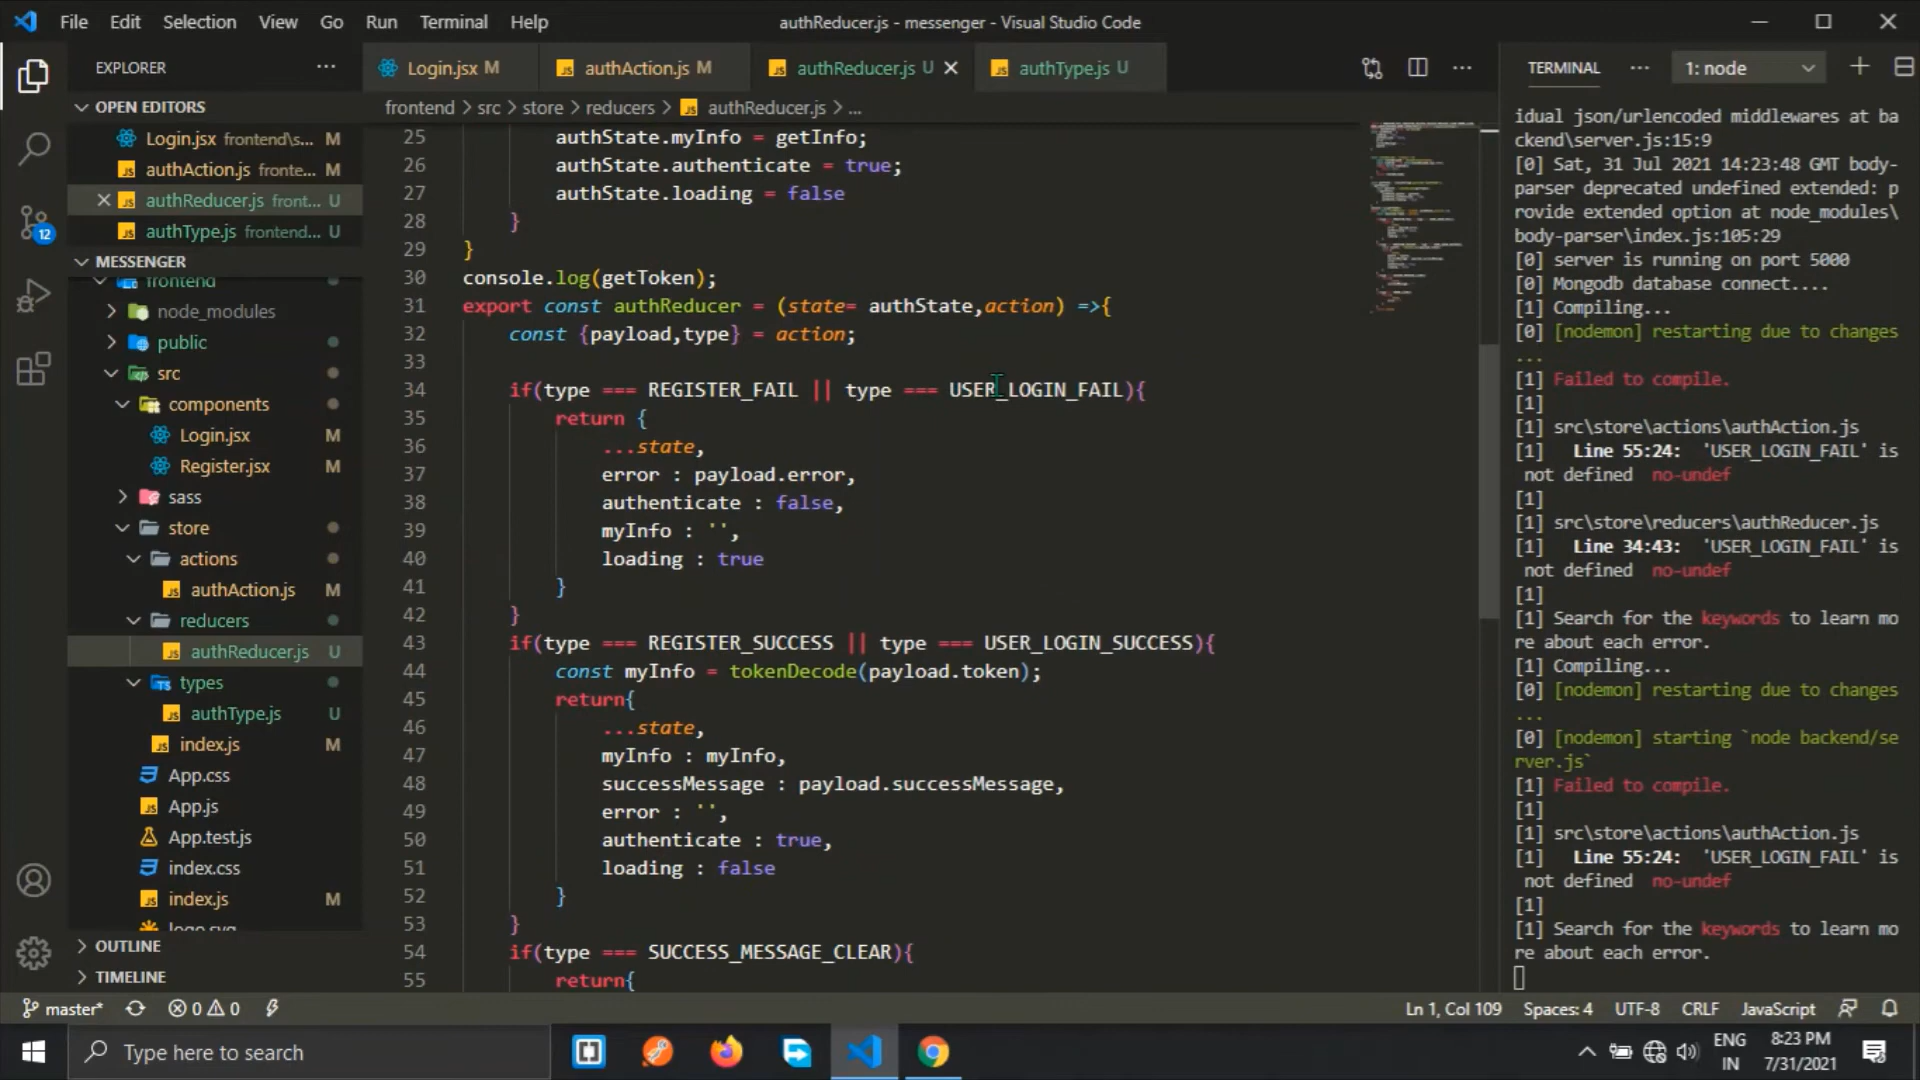 File Edit Selection View Go Run Terminal Help
authReducer.js - messenger - Visual Studio Code
EXPLORER
OPEN EDITORS
Login.jsx frontend\s... M
authAction.js fronte... M
authReducer.js front... U
authType.js frontend... U
MESSENGER
frontend
node_modules
public
src
components
Login.jsx M
Register.jsx M
sass
store
actions
authAction.js M
reducers
authReducer.js U
types
authType.js U
index.js M
App.css
App.js
App.test.js
index.css
index.js M
logo.svg
OUTLINE
TIMELINE
12
Login.jsx M
authAction.js M
authReducer.js U
authType.js U
frontend > src > store > reducers > authReducer.js > ...
25 authState.myInfo = getInfo;
26 authState.authenticate = true;
27 authState.loading = false
28 }
29 }
30 console.log(getToken);
31 export const authReducer = (state= authState,action) =>{
32 const {payload,type} = action;
33
34 if(type === REGISTER_FAIL || type === USER_LOGIN_FAIL){
35 return {
36 ...state,
37 error : payload.error,
38 authenticate : false,
39 myInfo : '',
40 loading : true
41 }
42 }
43 if(type === REGISTER_SUCCESS || type === USER_LOGIN_SUCCESS){
44 const myInfo = tokenDecode(payload.token);
45 return{
46 ...state,
47 myInfo : myInfo,
48 successMessage : payload.successMessage,
49 error : '',
50 authenticate : true,
51 loading : false
52 }
53 }
54 if(type === SUCCESS_MESSAGE_CLEAR){
55 return{
TERMINAL
1: node
idual json/urlencoded middlewares at ba
ckend\server.js:15:9
[0] Sat, 31 Jul 2021 14:23:48 GMT body-
parser deprecated undefined extended: p
rovide extended option at node_modules\
body-parser\index.js:105:29
[0] server is running on port 5000
[0] Mongodb database connect....
[1] Compiling...
[0] [nodemon] restarting due to changes
...
[1] Failed to compile.
[1]
[1] src\store\actions\authAction.js
[1] Line 55:24: 'USER_LOGIN_FAIL' is
not defined no-undef
[1]
[1] src\store\reducers\authReducer.js
[1] Line 34:43: 'USER_LOGIN_FAIL' is
not defined no-undef
[1]
[1] Search for the keywords to learn mo
re about each error.
[1] Compiling...
[0] [nodemon] restarting due to changes
...
[0] [nodemon] starting `node backend/se
rver.js`
[1] Failed to compile.
[1]
[1] src\store\actions\authAction.js
[1] Line 55:24: 'USER_LOGIN_FAIL' is
not defined no-undef
[1]
[1] Search for the keywords to learn mo
re about each error.
master* 0 0
Ln 1, Col 109 Spaces: 4 UTF-8 CRLF JavaScript
Type here to search
ENG
IN
8:23 PM
7/31/2021